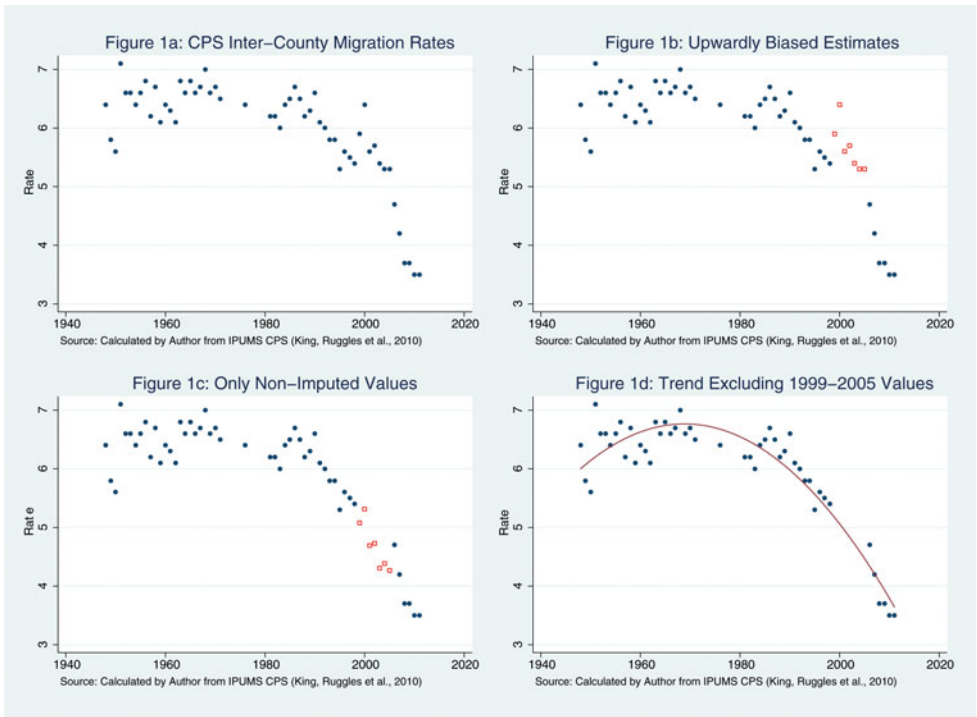 Figure 1a: CPS Inter−County Migration Rates
7
6
5
4
3
Rate
1940 1960 1980 2000 2020
Source: Calculated by Author from IPUMS CPS (King, Ruggles et al., 2010)
Figure 1b: Upwardly Biased Estimates
7
6
5
4
3
Rate
1940 1960 1980 2000 2020
Source: Calculated by Author from IPUMS CPS (King, Ruggles et al., 2010)
Figure 1c: Only Non−Imputed Values
7
6
5
4
3
Rate
1940 1960 1980 2000 2020
Source: Calculated by Author from IPUMS CPS (King, Ruggles et al., 2010)
Figure 1d: Trend Excluding 1999−2005 Values
7
6
5
4
3
Rate
1940 1960 1980 2000 2020
Source: Calculated by Author from IPUMS CPS (King, Ruggles et al., 2010)